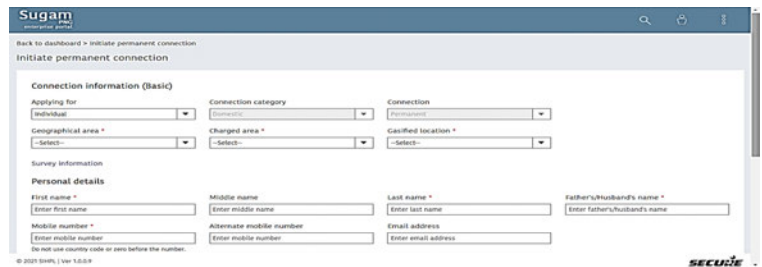 Sugam
PNG
enterprise portal
Back to dashboard > Initiate permanent connection
Initiate permanent connection
Connection information (Basic)
Applying for Connection category Connection
Individual Domestic Permanent
Geographical area * Charged area * Gasified location *
--Select-- --Select-- --Select--
Survey information
Personal details
First name * Middle name Last name * Father's/Husband's name *
Enter first name Enter middle name Enter last name Enter father's/husband's name
Mobile number * Alternate mobile number Email address
Enter mobile number Enter mobile number Enter email address
Do not use country code or zero before the number.
© 2021 SHPL | Ver 1.0.0.9
SECURE